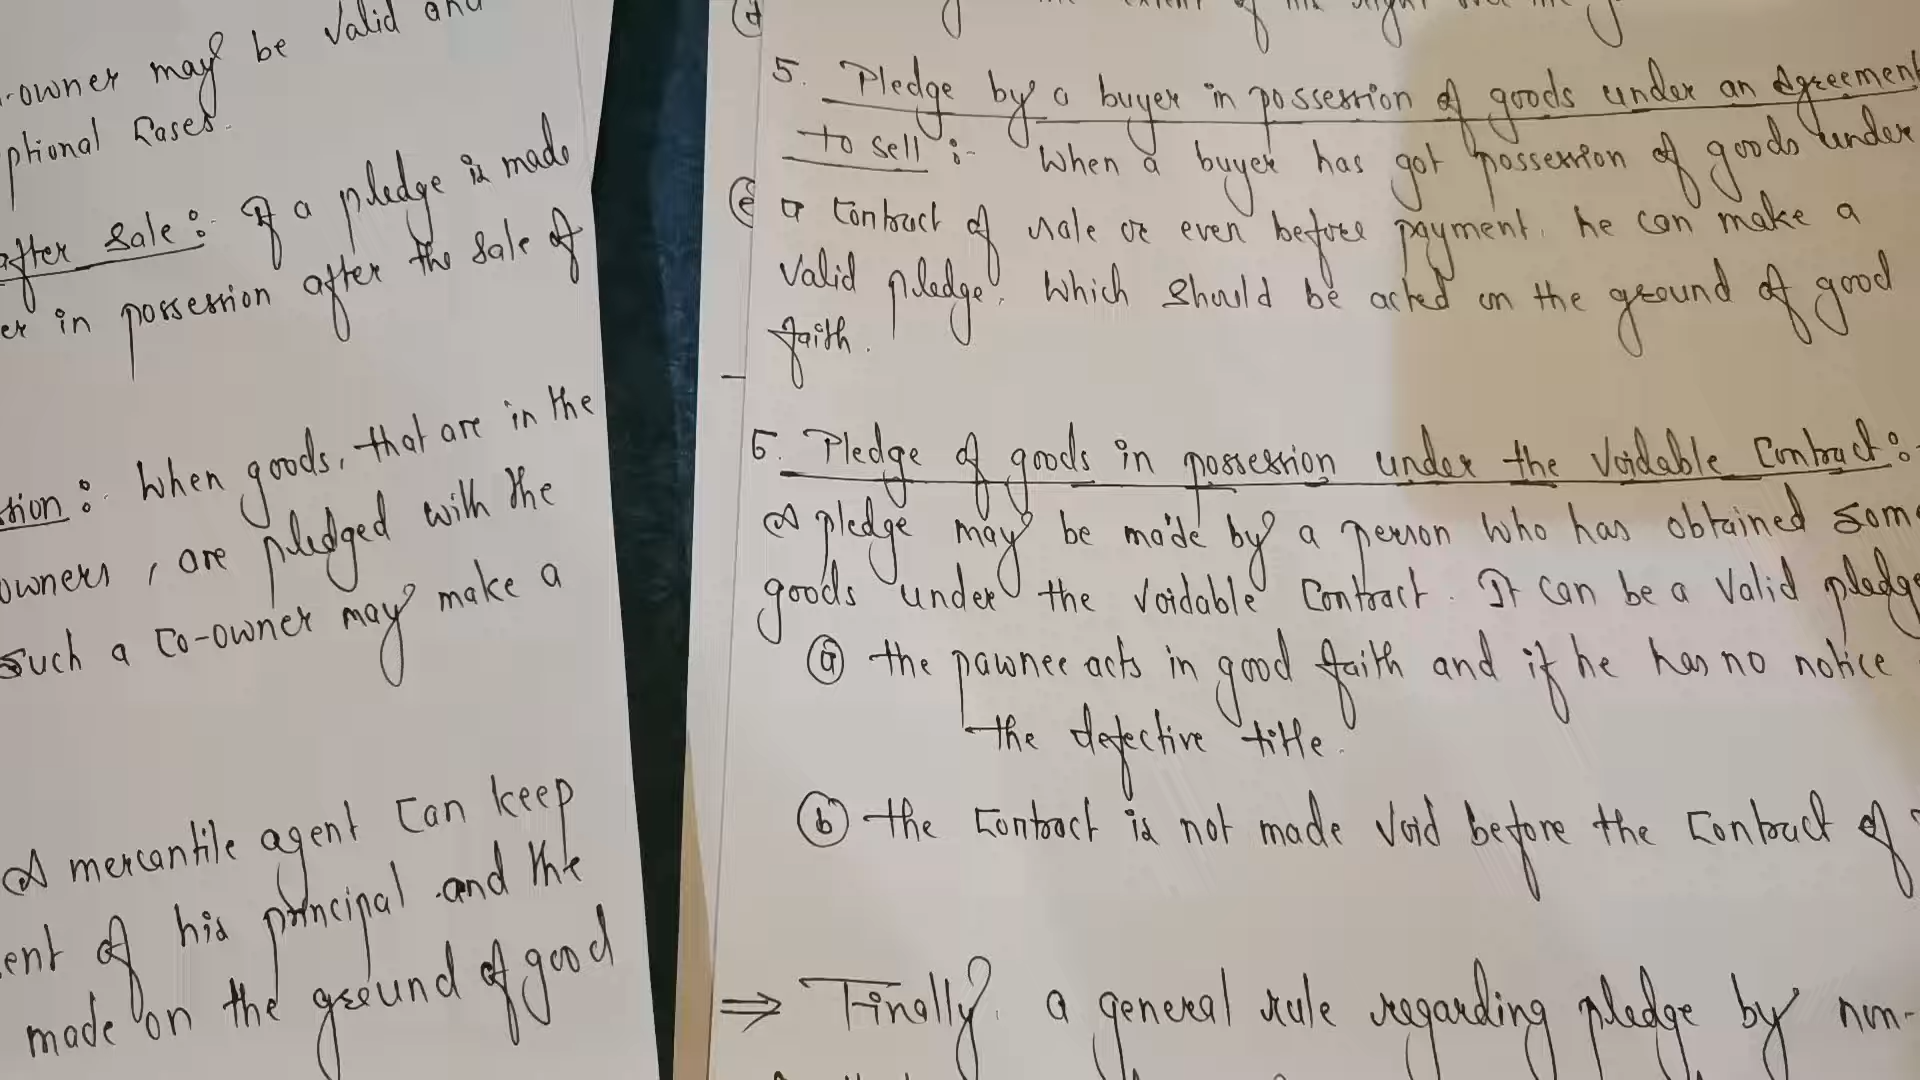 -owner may be valid and
ptional Cases.
after Sale :- If a pledge is made
er in possession after the Sale of
sion :- When goods, that are in the
owners, are pledged with the
Such a Co-owner may make a
A mercantile agent Can keep
ent of his principal and the
made on the ground of good
(d) the extent of his right over the
5. Pledge by a buyer in possession of goods under an Agreement
to sell :- When a buyer has got possession of goods under
a Contract of sale or even before payment, he can make a
Valid pledge, Which Should be acted on the ground of good
faith.
6. Pledge of goods in possession under the Voidable Contract :-
A pledge may be made by a person who has obtained some
goods under the Voidable Contract. It can be a Valid pledge
(a) the pawnee acts in good faith and if he has no notice
the defective title.
(b) the Contract is not made Void before the Contract of
⇒ Finally, a general rule regarding pledge by non-